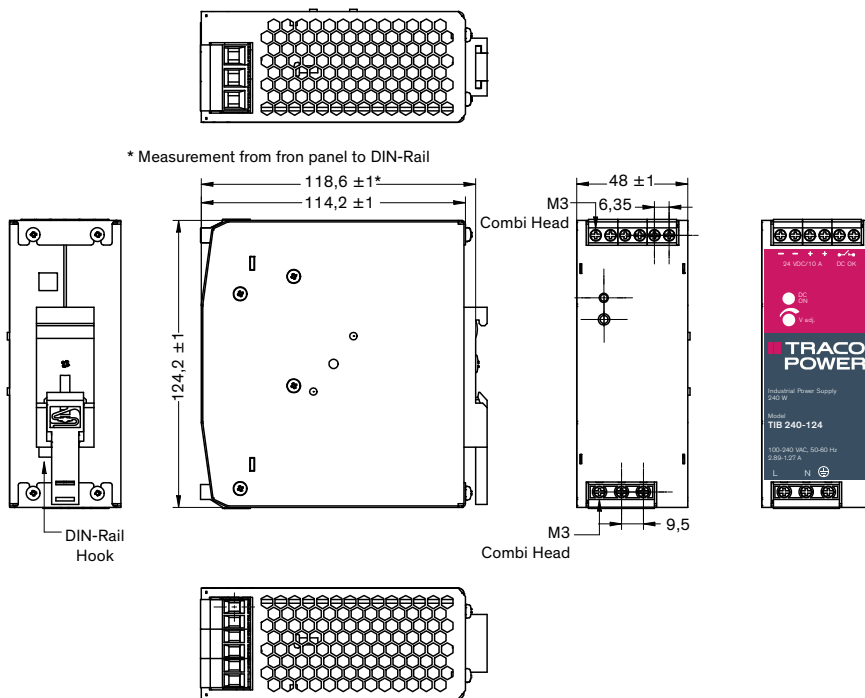 * Measurement from fron panel to DIN-Rail
118,6 ±1*
114,2 ±1
124,2 ±1
DIN-Rail
Hook
48 ±1
M3
Combi Head
6,35
M3
Combi Head
9,5
− − + +
24 VDC/10 A DC OK
DC
ON
V adj.
TRACO
POWER
Industrial Power Supply
240 W
Model
TIB 240-124
100-240 VAC, 50-60 Hz
2.89-1.27 A
L N